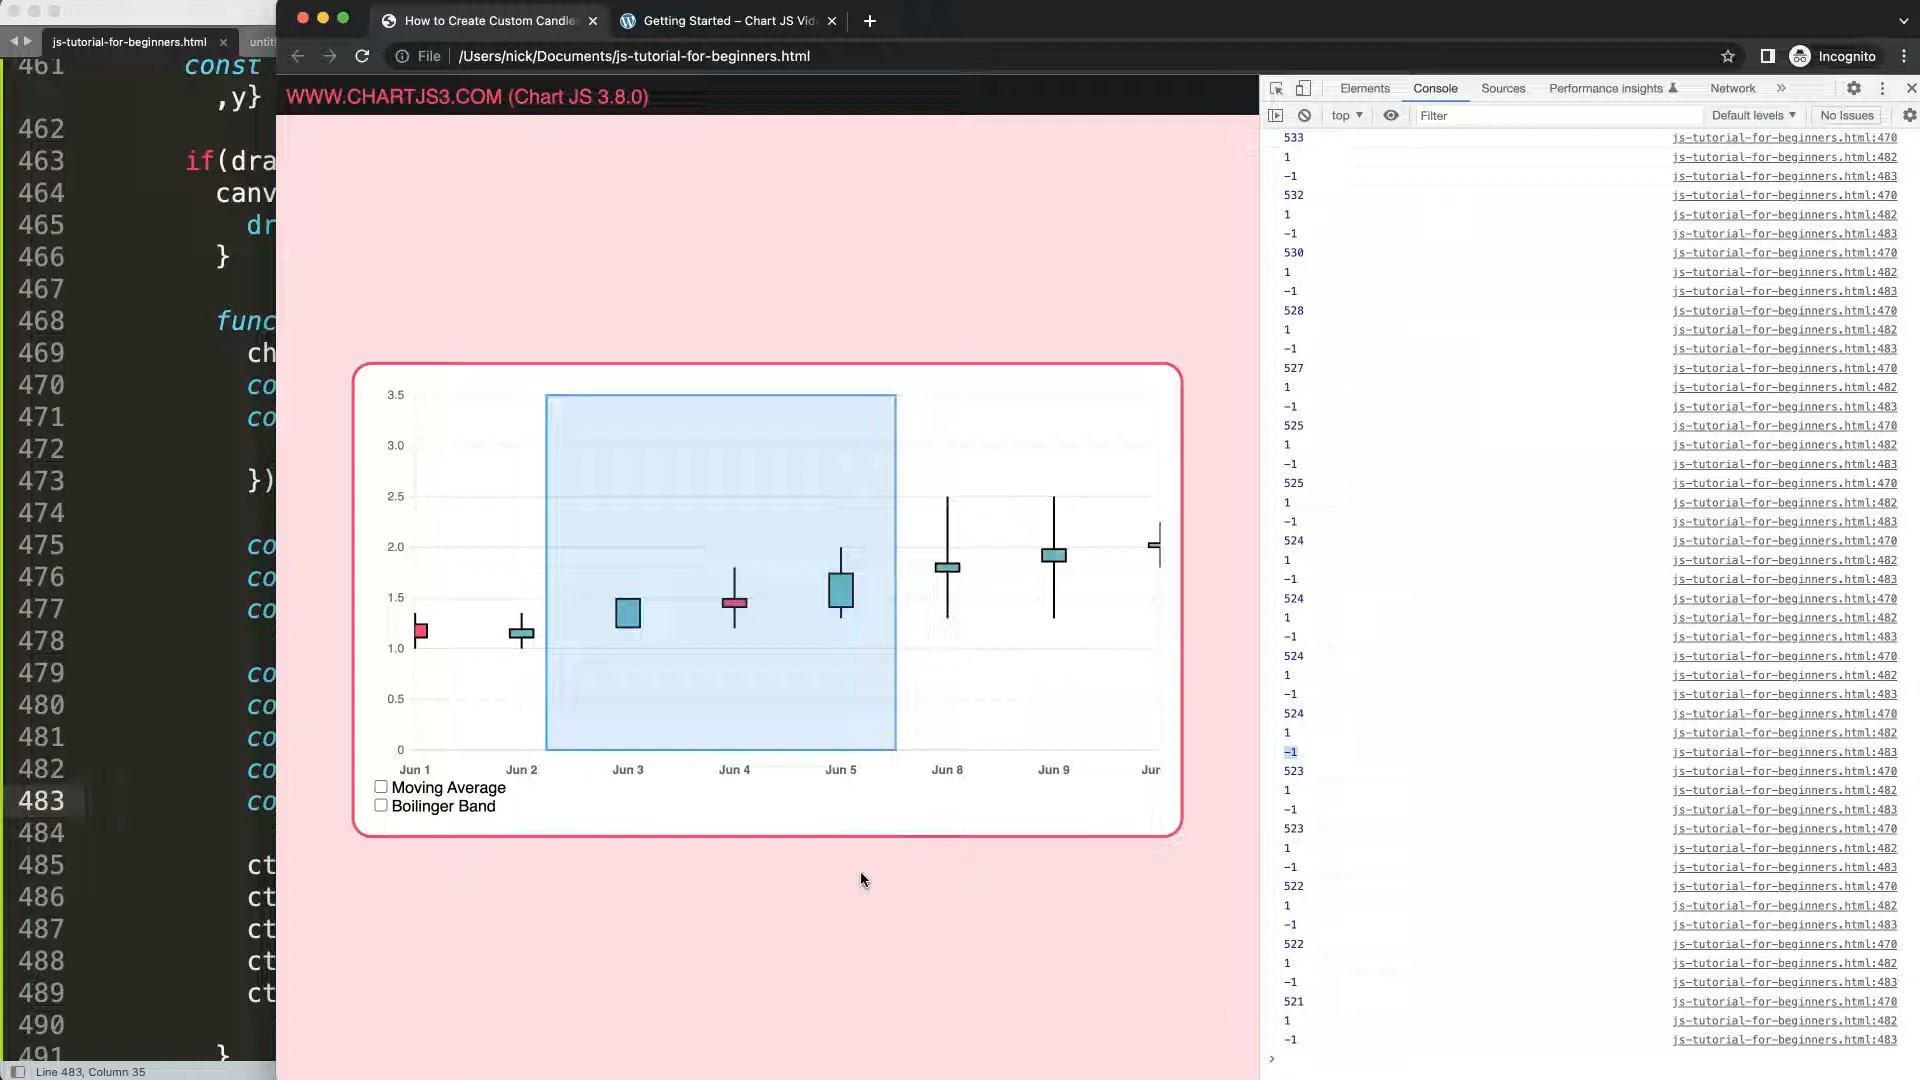 js-tutorial-for-beginners.html
untitl
461 const
,y}
462
463 if(dra
464 canv
465 dr
466 }
467
468 func
469 ch
470 co
471 co
472
473 })
474
475 co
476 co
477 co
478
479 co
480 co
481 co
482 co
483 co
484
485 ct
486 ct
487 ct
488 ct
489 ct
490
491 }
Line 483, Column 35
How to Create Custom Candles
Getting Started – Chart JS Vid
File /Users/nick/Documents/js-tutorial-for-beginners.html
Incognito
WWW.CHARTJS3.COM (Chart JS 3.8.0)
3.5
3.0
2.5
2.0
1.5
1.0
0.5
0
Jun 1 Jun 2 Jun 3 Jun 4 Jun 5 Jun 8 Jun 9 Jur
Moving Average
Boilinger Band
Elements Console Sources Performance insights Network »
top Filter Default levels No Issues
533 js-tutorial-for-beginners.html:470
1 js-tutorial-for-beginners.html:482
-1 js-tutorial-for-beginners.html:483
532 js-tutorial-for-beginners.html:470
1 js-tutorial-for-beginners.html:482
-1 js-tutorial-for-beginners.html:483
530 js-tutorial-for-beginners.html:470
1 js-tutorial-for-beginners.html:482
-1 js-tutorial-for-beginners.html:483
528 js-tutorial-for-beginners.html:470
1 js-tutorial-for-beginners.html:482
-1 js-tutorial-for-beginners.html:483
527 js-tutorial-for-beginners.html:470
1 js-tutorial-for-beginners.html:482
-1 js-tutorial-for-beginners.html:483
525 js-tutorial-for-beginners.html:470
1 js-tutorial-for-beginners.html:482
-1 js-tutorial-for-beginners.html:483
525 js-tutorial-for-beginners.html:470
1 js-tutorial-for-beginners.html:482
-1 js-tutorial-for-beginners.html:483
524 js-tutorial-for-beginners.html:470
1 js-tutorial-for-beginners.html:482
-1 js-tutorial-for-beginners.html:483
524 js-tutorial-for-beginners.html:470
1 js-tutorial-for-beginners.html:482
-1 js-tutorial-for-beginners.html:483
524 js-tutorial-for-beginners.html:470
1 js-tutorial-for-beginners.html:482
-1 js-tutorial-for-beginners.html:483
524 js-tutorial-for-beginners.html:470
1 js-tutorial-for-beginners.html:482
-1 js-tutorial-for-beginners.html:483
523 js-tutorial-for-beginners.html:470
1 js-tutorial-for-beginners.html:482
-1 js-tutorial-for-beginners.html:483
523 js-tutorial-for-beginners.html:470
1 js-tutorial-for-beginners.html:482
-1 js-tutorial-for-beginners.html:483
522 js-tutorial-for-beginners.html:470
1 js-tutorial-for-beginners.html:482
-1 js-tutorial-for-beginners.html:483
522 js-tutorial-for-beginners.html:470
1 js-tutorial-for-beginners.html:482
-1 js-tutorial-for-beginners.html:483
521 js-tutorial-for-beginners.html:470
1 js-tutorial-for-beginners.html:482
-1 js-tutorial-for-beginners.html:483